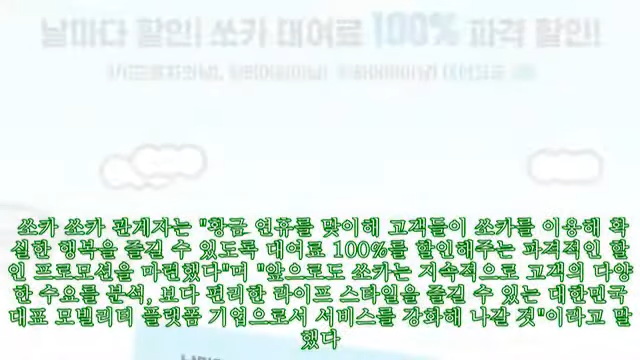 날마다 할인! 쏘카 대여료 100% 파격 할인!
쏘카 쏘카 관계자는 "황금 연휴를 맞이해 고객들이 쏘카를 이용해 확
실한 행복을 즐길 수 있도록 대여료 100%를 할인해주는 파격적인 할
인 프로모션을 마련했다"며 "앞으로도 쏘카는 지속적으로 고객의 다양
한 수요를 분석, 보다 편리한 라이프 스타일을 즐길 수 있는 대한민국
대표 모빌리티 플랫폼 기업으로서 서비스를 강화해 나갈 것"이라고 말
했다